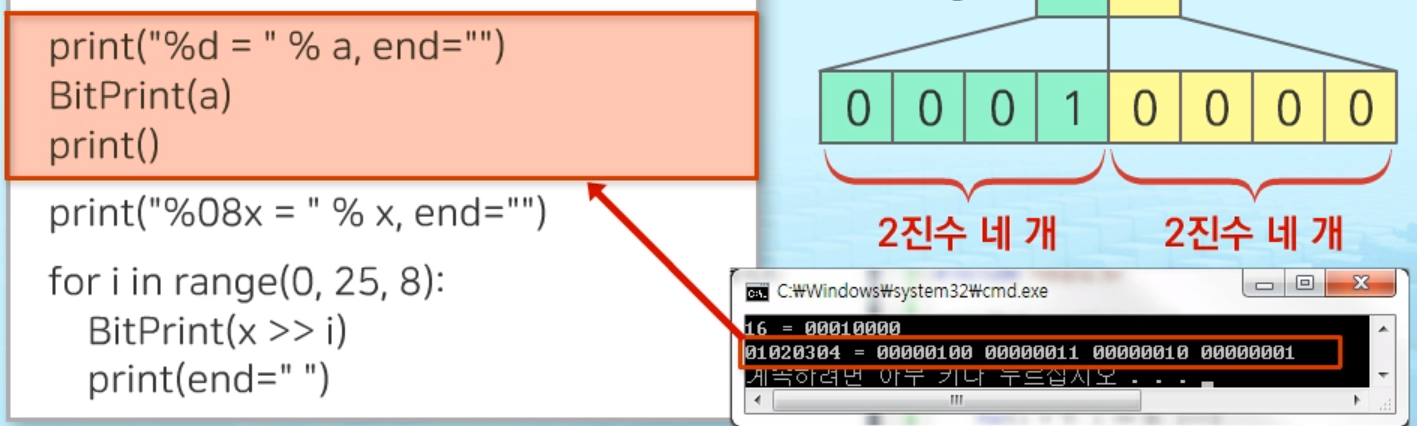 print("%d = " % a, end="")
BitPrint(a)
print()
print("%08x = " % x, end="")
for i in range(0, 25, 8):
BitPrint(x >> i)
print(end=" ")
0 0 0 1 0 0 0 0
2진수 네 개 2진수 네 개
C:₩Windows₩system32₩cmd.exe
16 = 00010000
01020304 = 00000100 00000011 00000010 00000001
계속하려면 아무 키나 누르십시오 . . .